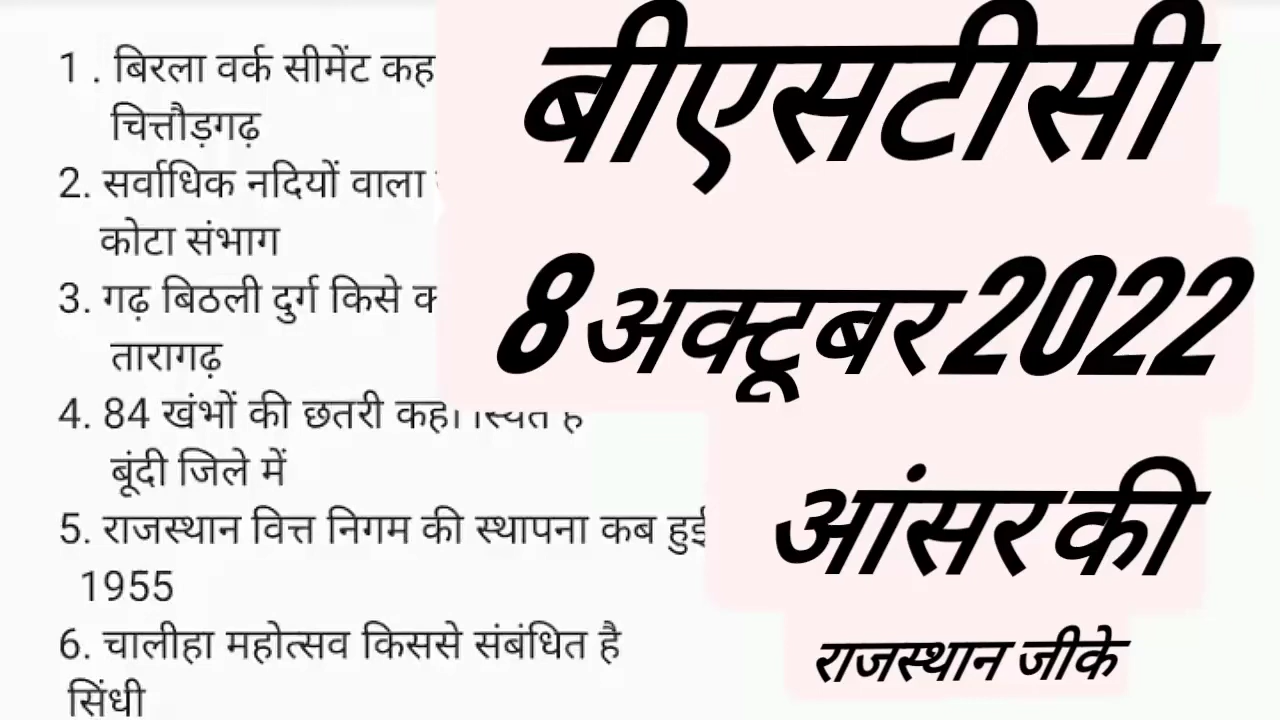 1 . बिरला वर्क सीमेंट कह
चित्तौड़गढ़
2. सर्वाधिक नदियों वाला
कोटा संभाग
3. गढ़ बिठली दुर्ग किसे
तारागढ़
4. 84 खंभों की छतरी कहां स्थित है
बूंदी जिले में
5. राजस्थान वित्त निगम की स्थापना कब हुई
1955
6. चालीहा महोत्सव किससे संबंधित है
सिंधी
बीएसटीसी
8 अक्टूबर 2022
आंसर की
राजस्थान जीके